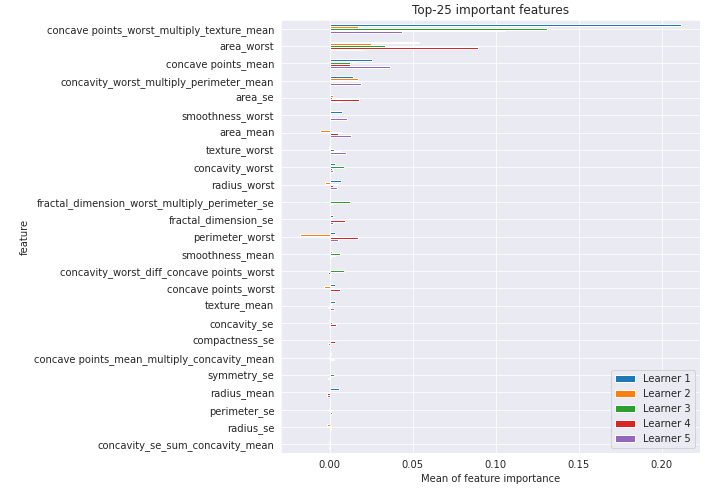 Top-25 important features
concave points_worst_multiply_texture_mean
area_worst
concave points_mean
concavity_worst_multiply_perimeter_mean
area_se
smoothness_worst
area_mean
texture_worst
concavity_worst
radius_worst
fractal_dimension_worst_multiply_perimeter_se
fractal_dimension_se
perimeter_worst
smoothness_mean
concavity_worst_diff_concave points_worst
concave points_worst
texture_mean
concavity_se
compactness_se
concave points_mean_multiply_concavity_mean
symmetry_se
radius_mean
perimeter_se
radius_se
concavity_se_sum_concavity_mean
feature
Learner 1
Learner 2
Learner 3
Learner 4
Learner 5
0.00 0.05 0.10 0.15 0.20
Mean of feature importance